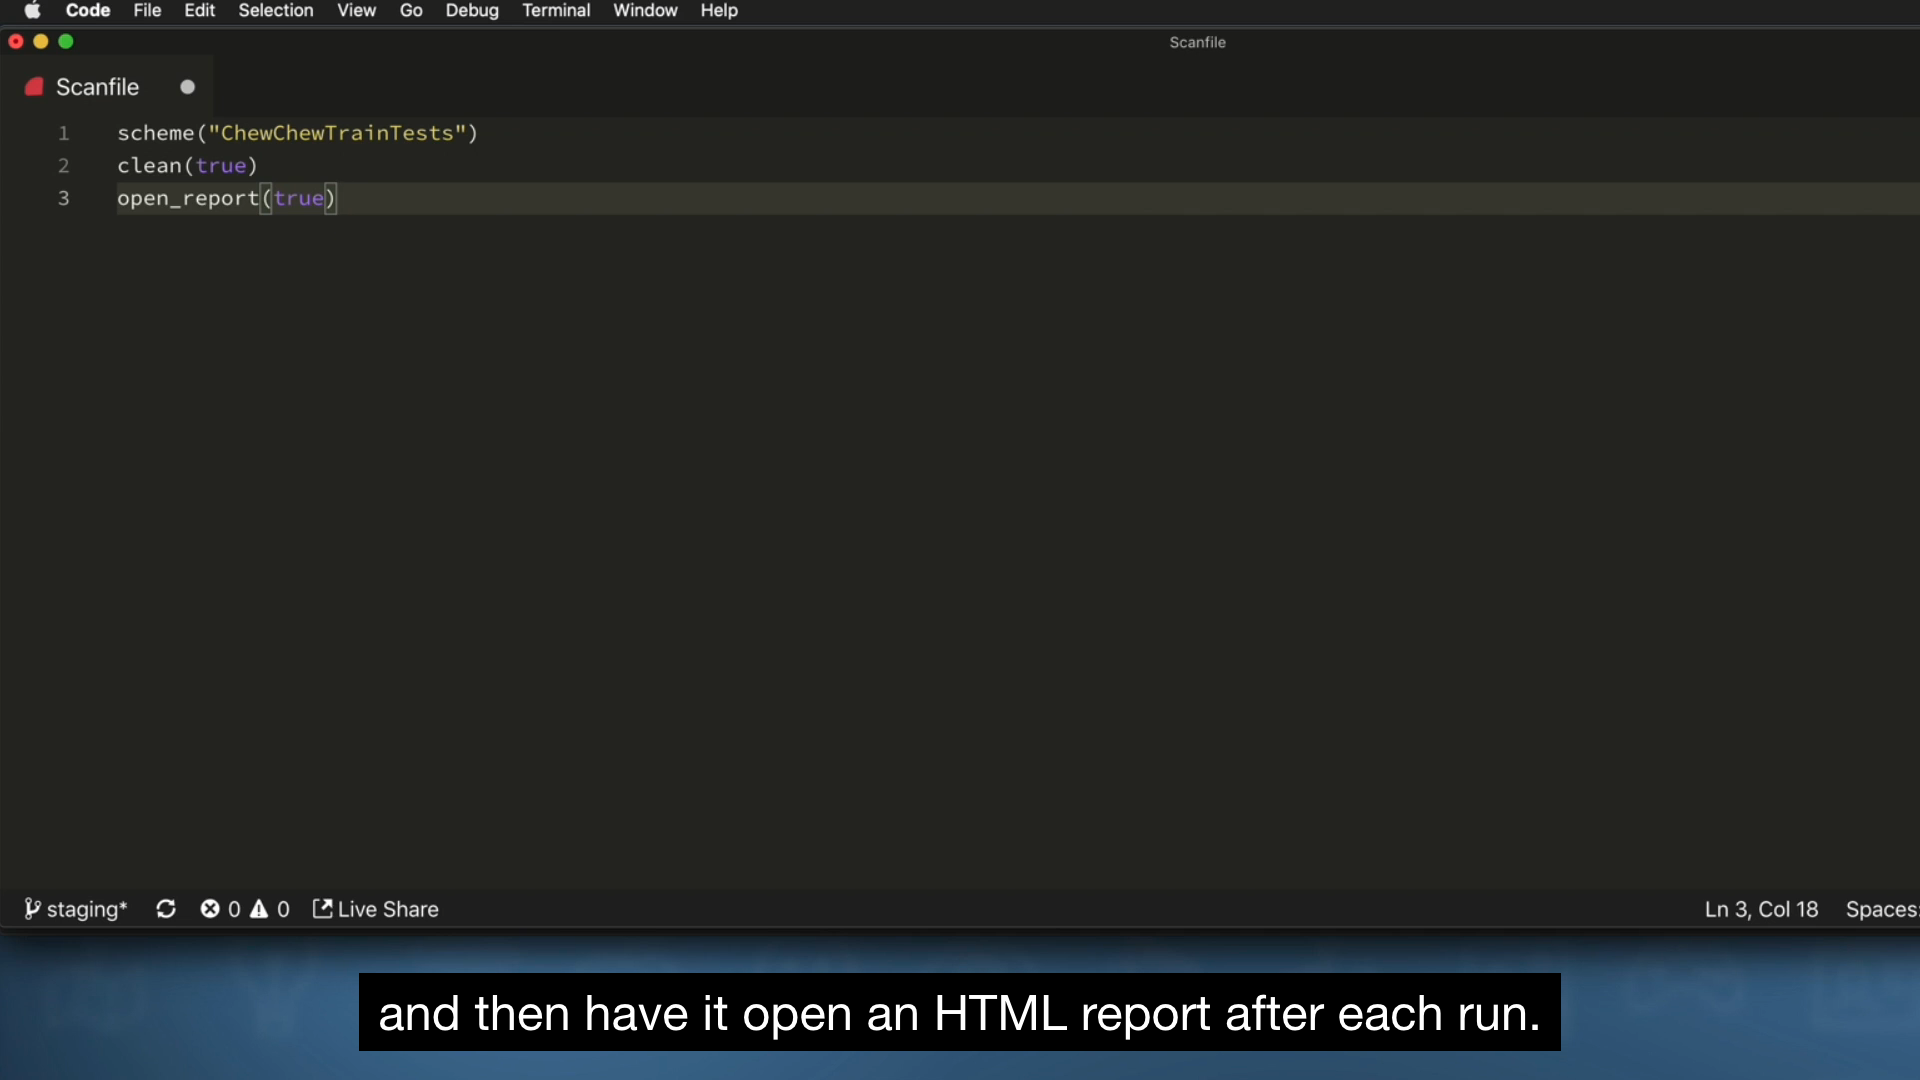 Code File Edit Selection View Go Debug Terminal Window Help
Scanfile
Scanfile
1 scheme("ChewChewTrainTests")
2 clean(true)
3 open_report(true)
staging* 0 0 Live Share Ln 3, Col 18 Spaces:
and then have it open an HTML report after each run.